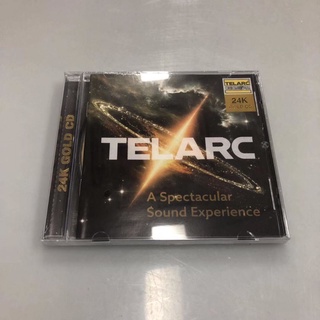 TELARC
24K
TELARC
A Spectacular
Sound Experience
24K GOLD CD